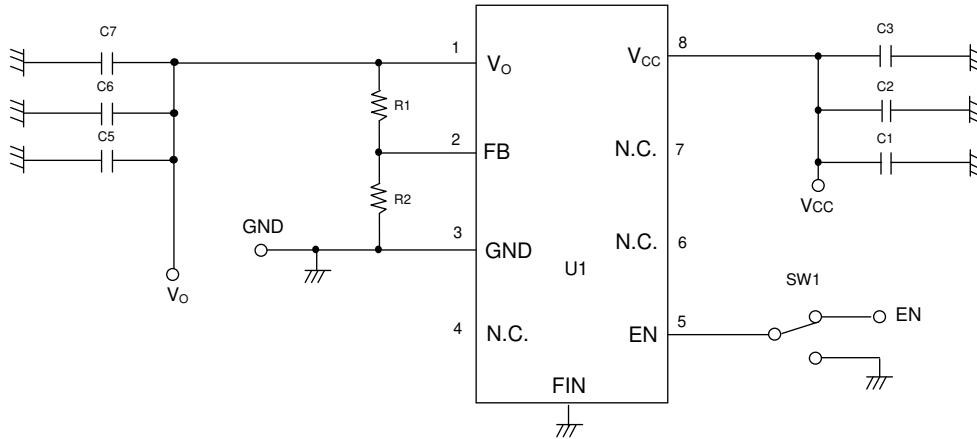 C7
C6
C5
R1
R2
GND
VO
1
2
3
4
VO
FB
GND
N.C.
U1
FIN
VCC
N.C.
N.C.
EN
8
7
6
5
C3
C2
C1
VCC
SW1
EN